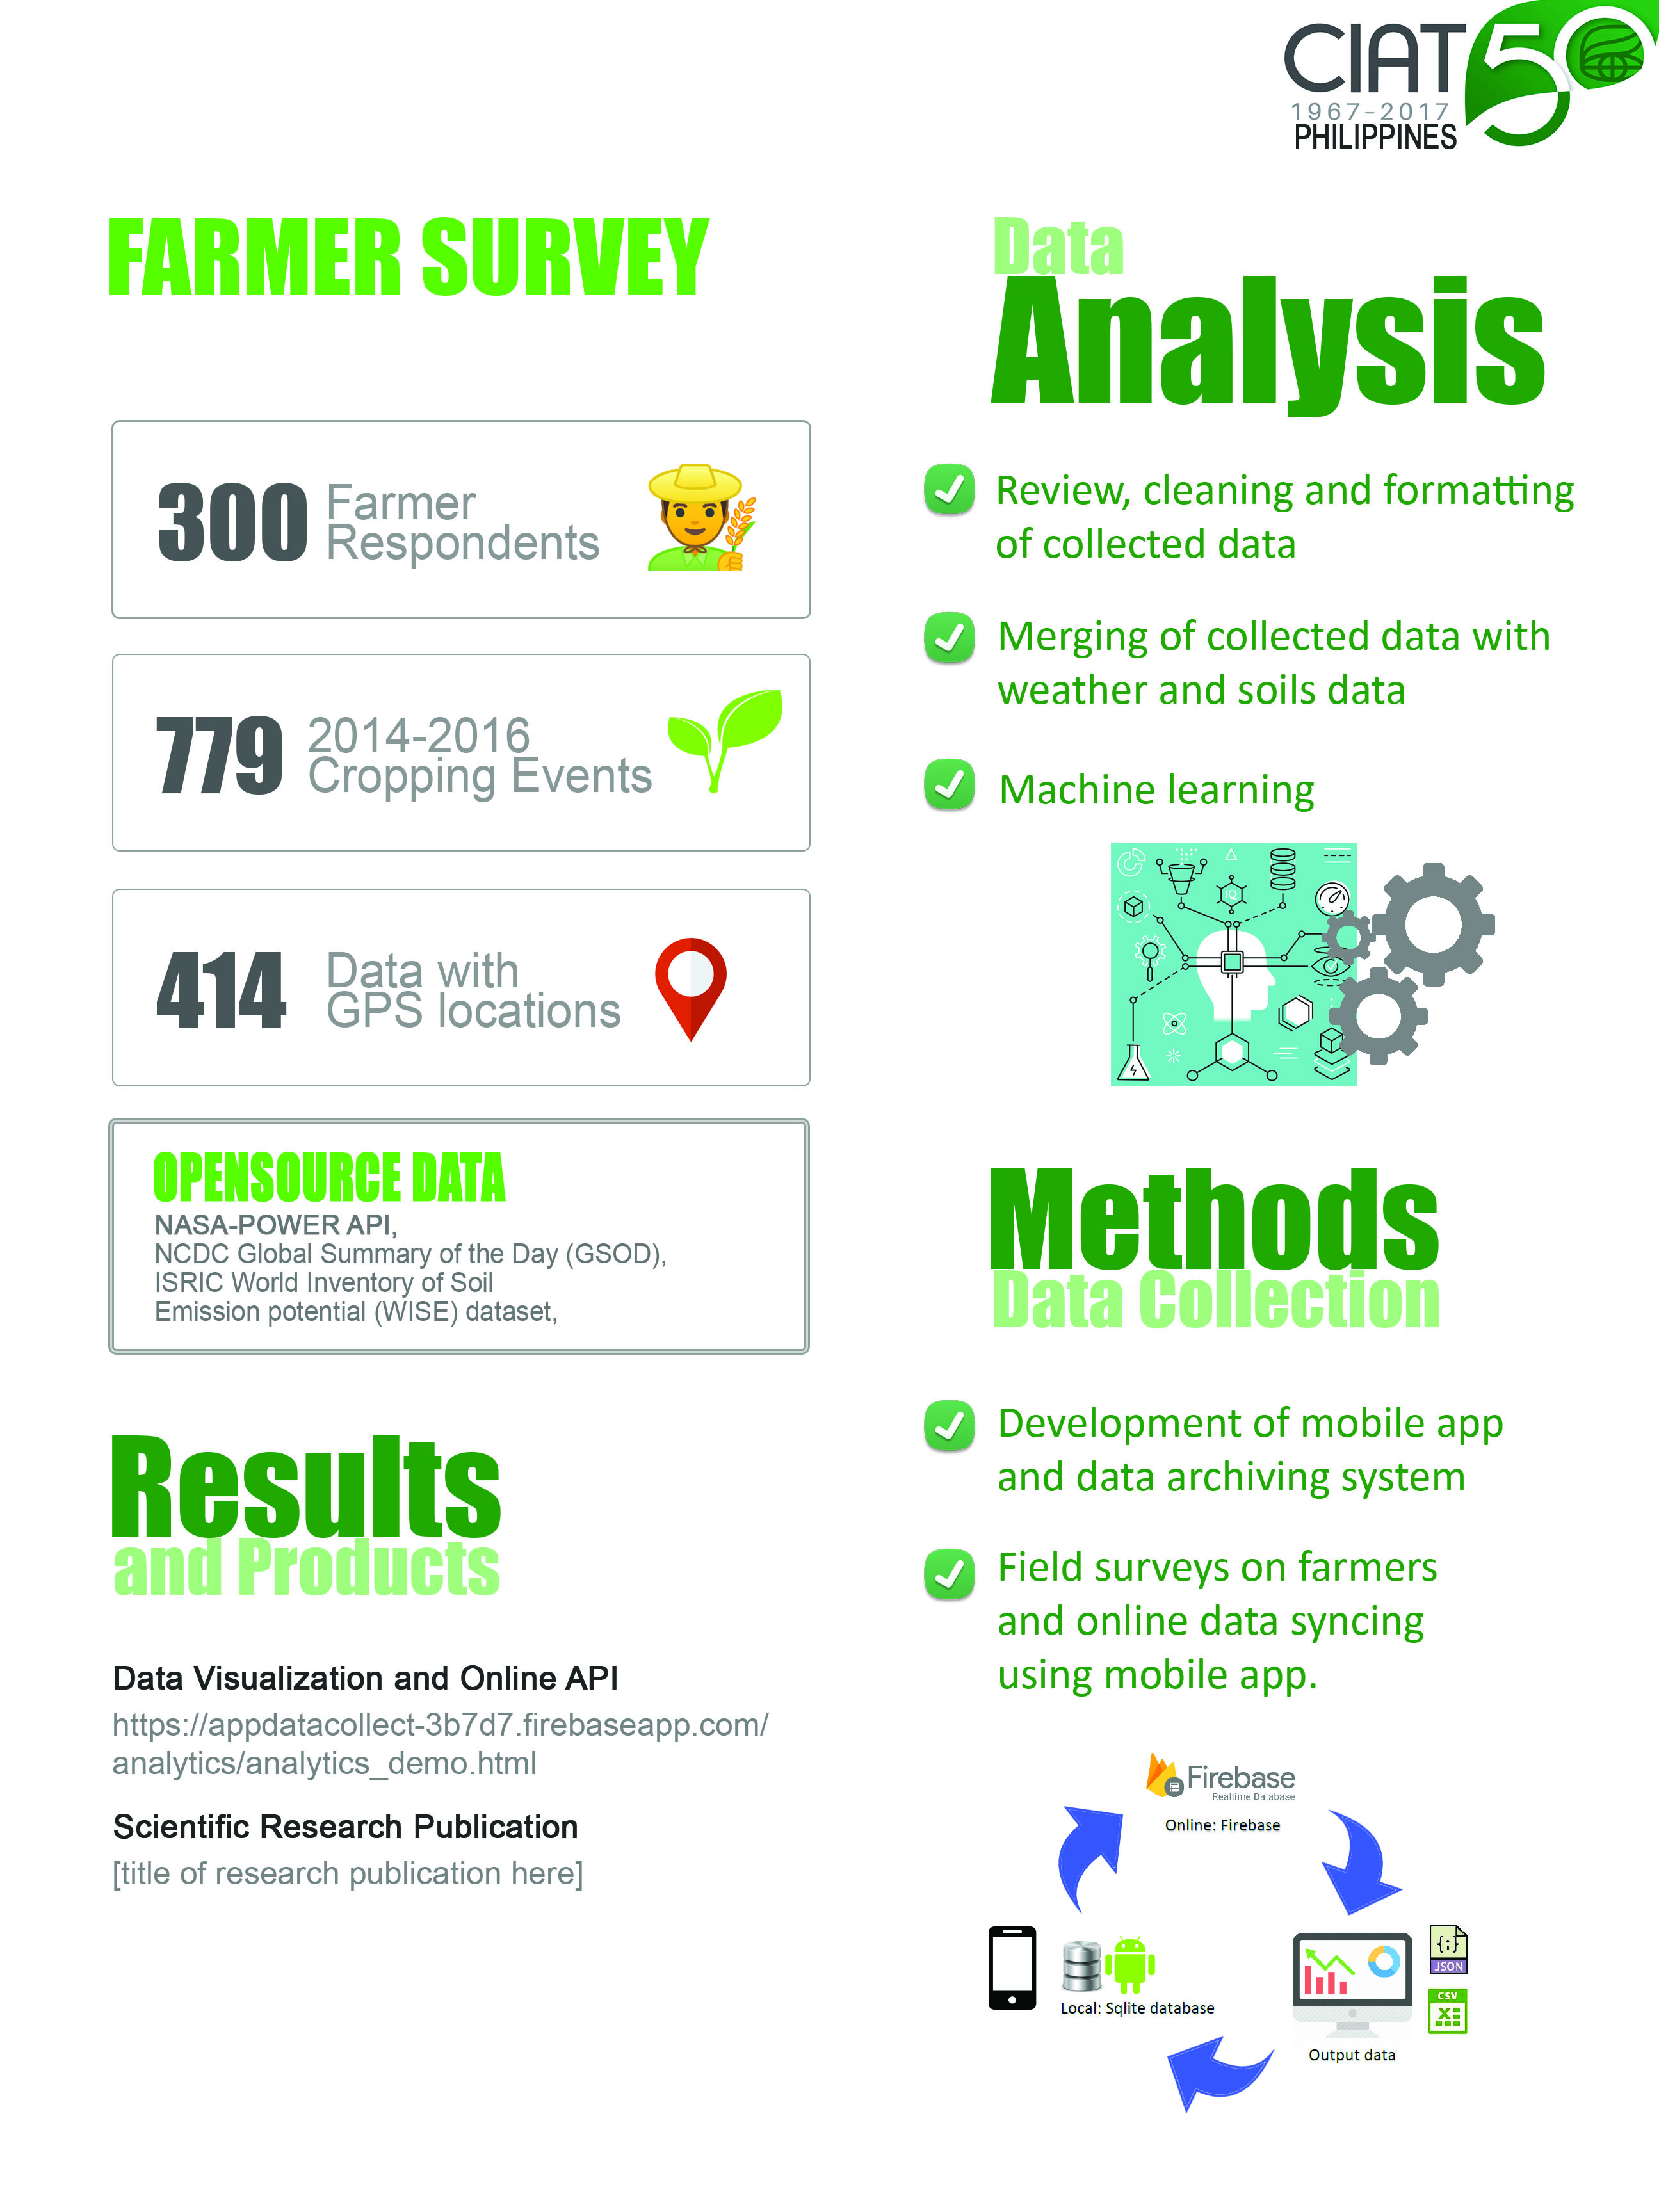 CIAT 50
1967-2017
PHILIPPINES
FARMER SURVEY
300 Farmer
Respondents
779 2014-2016
Cropping Events
414 Data with
GPS locations
OPENSOURCE DATA
NASA-POWER API,
NCDC Global Summary of the Day (GSOD),
ISRIC World Inventory of Soil
Emission potential (WISE) dataset,
Results
and Products
Data Visualization and Online API
https://appdatacollect-3b7d7.firebaseapp.com/
analytics/analytics_demo.html
Scientific Research Publication
[title of research publication here]
Data
Analysis
Review, cleaning and formatting
of collected data
Merging of collected data with
weather and soils data
Machine learning
IQ
Methods
Data Collection
Development of mobile app
and data archiving system
Field surveys on farmers
and online data syncing
using mobile app.
Firebase
Realtime Database
Online: Firebase
Local: Sqlite database
{;}
JSON
CSV
X
Output data